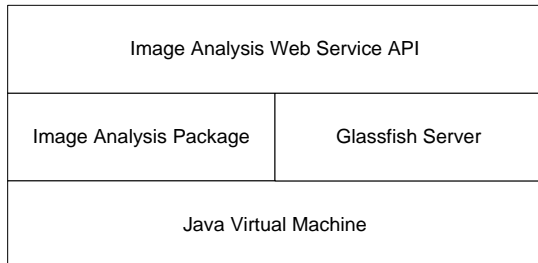 Image Analysis Web Service API
Image Analysis Package
Glassfish Server
Java Virtual Machine